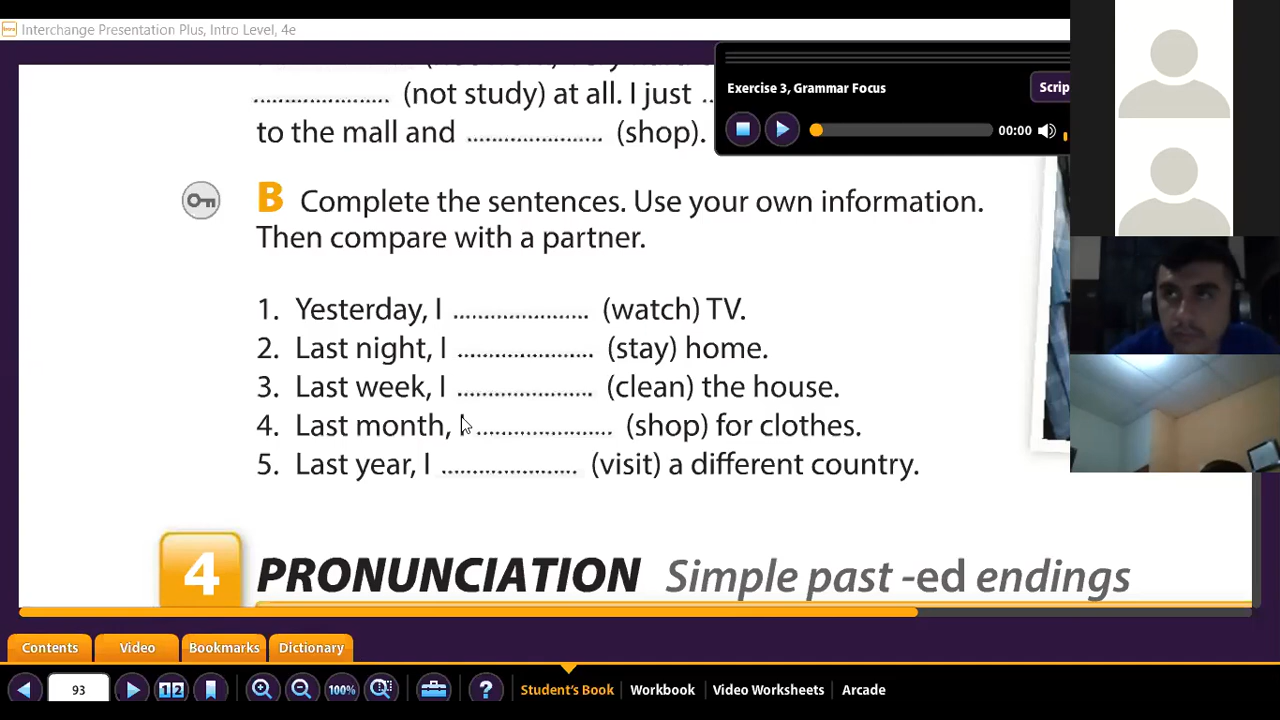 Interchange Presentation Plus, Intro Level, 4e
Exercise 3, Grammar Focus
Scrip
00:00
.................... (not study) at all. I just ..
to the mall and .................... (shop).
B Complete the sentences. Use your own information.
Then compare with a partner.
1. Yesterday, I .................... (watch) TV.
2. Last night, I .................... (stay) home.
3. Last week, I .................... (clean) the house.
4. Last month, I .................... (shop) for clothes.
5. Last year, I .................... (visit) a different country.
4 PRONUNCIATION Simple past -ed endings
Contents Video Bookmarks Dictionary
93 1 2 100% ? Student's Book Workbook Video Worksheets Arcade